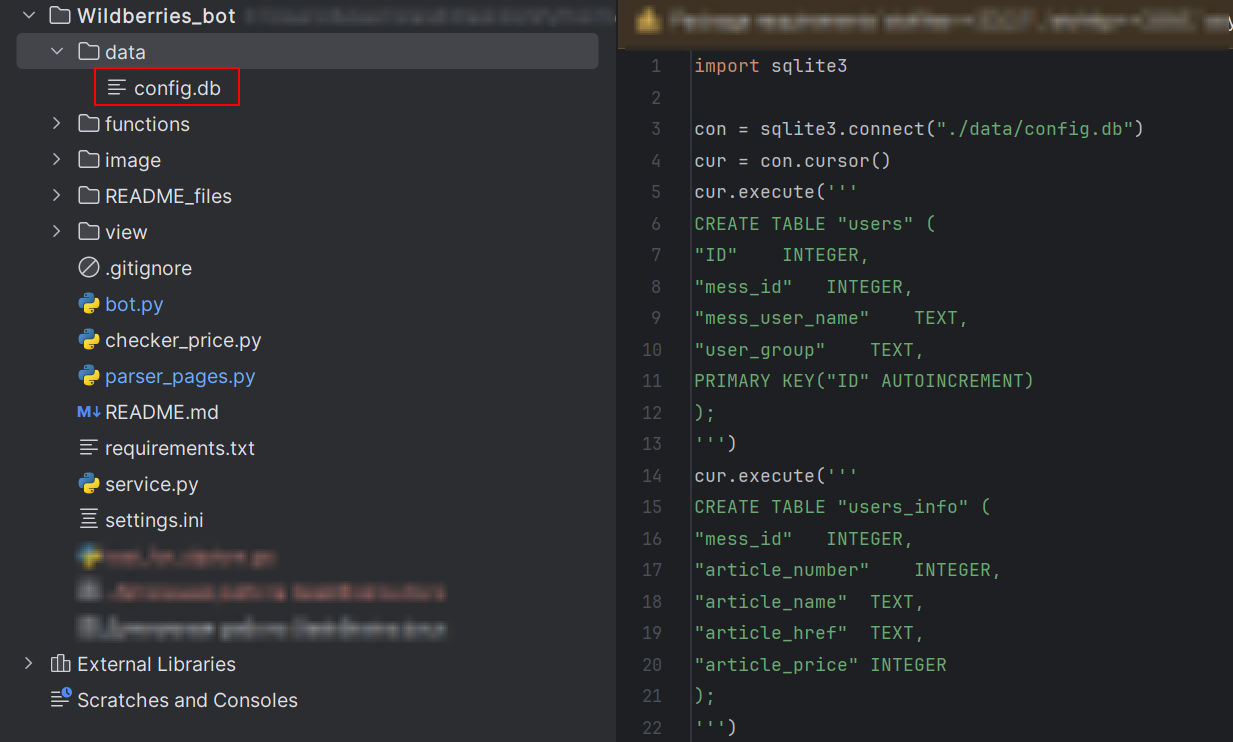 Wildberries_bot
data
config.db
functions
image
README_files
view
.gitignore
bot.py
checker_price.py
parser_pages.py
M↓ README.md
requirements.txt
service.py
settings.ini
External Libraries
Scratches and Consoles
1 import sqlite3
2
3 con = sqlite3.connect("./data/config.db")
4 cur = con.cursor()
5 cur.execute('''
6 CREATE TABLE "users" (
7 "ID"    INTEGER,
8 "mess_id"   INTEGER,
9 "mess_user_name"    TEXT,
10 "user_group"    TEXT,
11 PRIMARY KEY("ID" AUTOINCREMENT)
12 );
13 ''')
14 cur.execute('''
15 CREATE TABLE "users_info" (
16 "mess_id"   INTEGER,
17 "article_number"    INTEGER,
18 "article_name"  TEXT,
19 "article_href"  TEXT,
20 "article_price" INTEGER
21 );
22 ''')